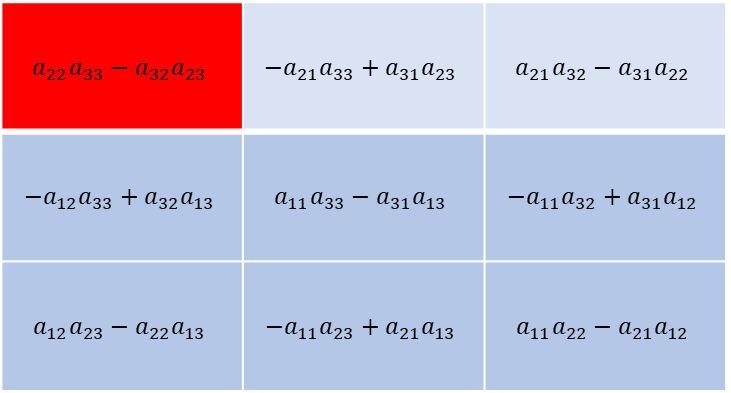 a₂₂a₃₃ − a₃₂a₂₃
−a₂₁a₃₃ + a₃₁a₂₃
a₂₁a₃₂ − a₃₁a₂₂
−a₁₂a₃₃ + a₃₂a₁₃
a₁₁a₃₃ − a₃₁a₁₃
−a₁₁a₃₂ + a₃₁a₁₂
a₁₂a₂₃ − a₂₂a₁₃
−a₁₁a₂₃ + a₂₁a₁₃
a₁₁a₂₂ − a₂₁a₁₂